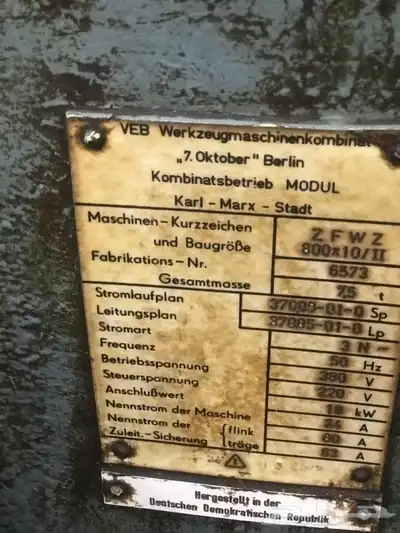 VEB Werkzeugmaschinenkombinat
„7. Oktober" Berlin
Kombinatsbetrieb MODUL
Karl-Marx-Stadt
Maschinen-Kurzzeichen und Baugröße ZFWZ 800x10/II
Fabrikations-Nr. 6573
Gesamtmasse 7,5 t
Stromlaufplan 37005-01-0 Sp
Leitungsplan 37005-01-0 Lp
Stromart 3 N ~
Frequenz 50 Hz
Betriebsspannung 380 V
Steuerspannung 220 V
Anschlußwert kW
Nennstrom der Maschine A
Nennstrom der Zuleit.-Sicherung { flink 80 A
träge 63 A
Hergestellt in der
Deutschen Demokratischen Republik